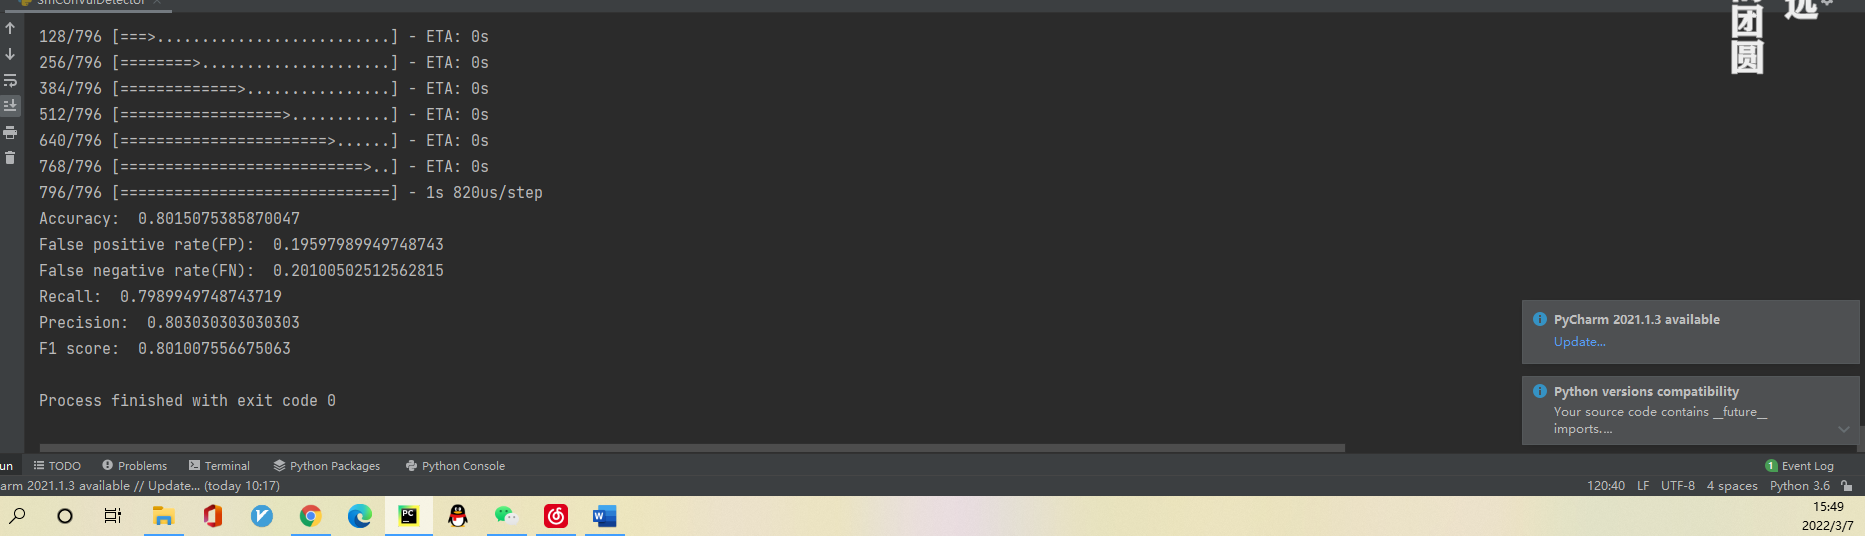 SmConVulDetector
128/796 [===>..........................] - ETA: 0s
256/796 [========>.....................] - ETA: 0s
384/796 [=============>................] - ETA: 0s
512/796 [==================>...........] - ETA: 0s
640/796 [=======================>......] - ETA: 0s
768/796 [===========================>..] - ETA: 0s
796/796 [==============================] - 1s 820us/step
Accuracy:  0.8015075385870047
False positive rate(FP):  0.19597989949748743
False negative rate(FN):  0.20100502512562815
Recall:  0.7989949748743719
Precision:  0.803030303030303
F1 score:  0.801007556675063
Process finished with exit code 0
团圆
远
PyCharm 2021.1.3 available
Update...
Python versions compatibility
Your source code contains __future__
imports....
un TODO Problems Terminal Python Packages Python Console 1 Event Log
arm 2021.1.3 available // Update... (today 10:17) 120:40 LF UTF-8 4 spaces Python 3.6
15:49
2022/3/7